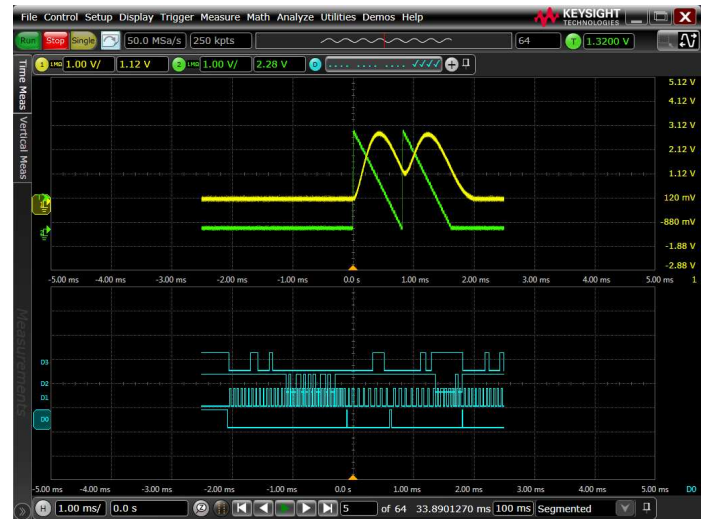 File Control Setup Display Trigger Measure Math Analyze Utilities Demos Help
KEYSIGHT
TECHNOLOGIES
Run Stop Single 50.0 MSa/s 250 kpts 64 T 1.3200 V
1 1MΩ 1.00 V/ 1.12 V 2 1MΩ 1.00 V/ 2.28 V D
Time Meas
Vertical Meas
Measurements
5.12 V
4.12 V
3.12 V
2.12 V
1.12 V
120 mV
-880 mV
-1.88 V
-2.88 V
-5.00 ms -4.00 ms -3.00 ms -2.00 ms -1.00 ms 0.0 s 1.00 ms 2.00 ms 3.00 ms 4.00 ms 5.00 ms 1
D3
D2
D1
D0
-5.00 ms -4.00 ms -3.00 ms -2.00 ms -1.00 ms 0.0 s 1.00 ms 2.00 ms 3.00 ms 4.00 ms 5.00 ms D0
H 1.00 ms/ 0.0 s 5 of 64 33.8901270 ms 100 ms Segmented